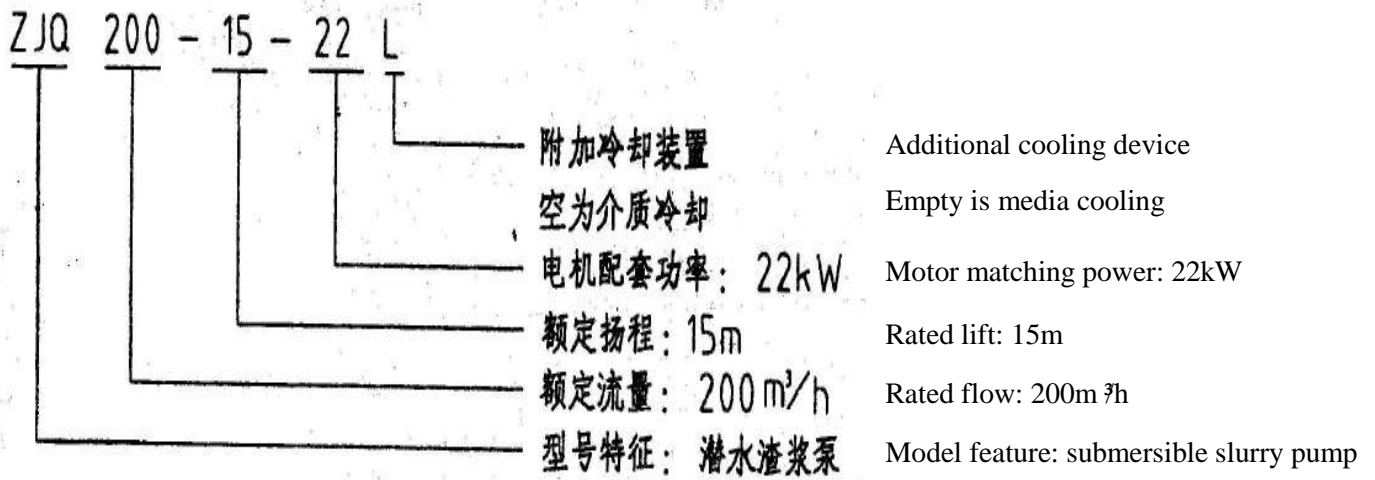 ZJQ 200 - 15 - 22 L
附加冷却装置 Additional cooling device
空为介质冷却 Empty is media cooling
电机配套功率: 22kW Motor matching power: 22kW
额定扬程: 15m Rated lift: 15m
额定流量: 200m³/h Rated flow: 200m³/h
型号特征: 潜水渣浆泵 Model feature: submersible slurry pump